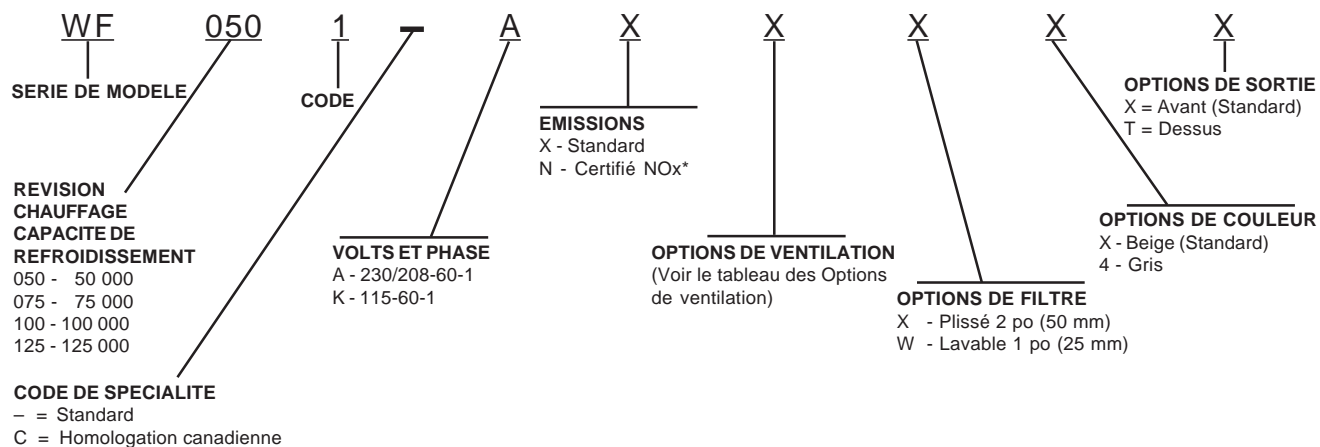 WF 050 1 – A X X X X X
SERIE DE MODELE
CODE
EMISSIONS
X - Standard
N - Certifié NOx*
OPTIONS DE SORTIE
X = Avant (Standard)
T = Dessus
REVISION
CHAUFFAGE
CAPACITE DE
REFROIDISSEMENT
050 - 50 000
075 - 75 000
100 - 100 000
125 - 125 000
VOLTS ET PHASE
A - 230/208-60-1
K - 115-60-1
OPTIONS DE VENTILATION
(Voir le tableau des Options
de ventilation)
OPTIONS DE COULEUR
X - Beige (Standard)
4 - Gris
OPTIONS DE FILTRE
X - Plissé 2 po (50 mm)
W - Lavable 1 po (25 mm)
CODE DE SPECIALITE
– = Standard
C = Homologation canadienne